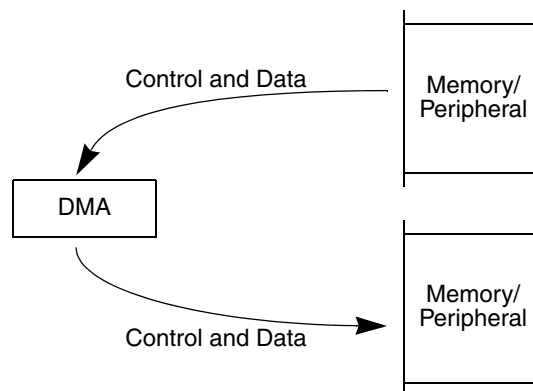 Control and Data
Memory/
Peripheral
DMA
Memory/
Peripheral
Control and Data